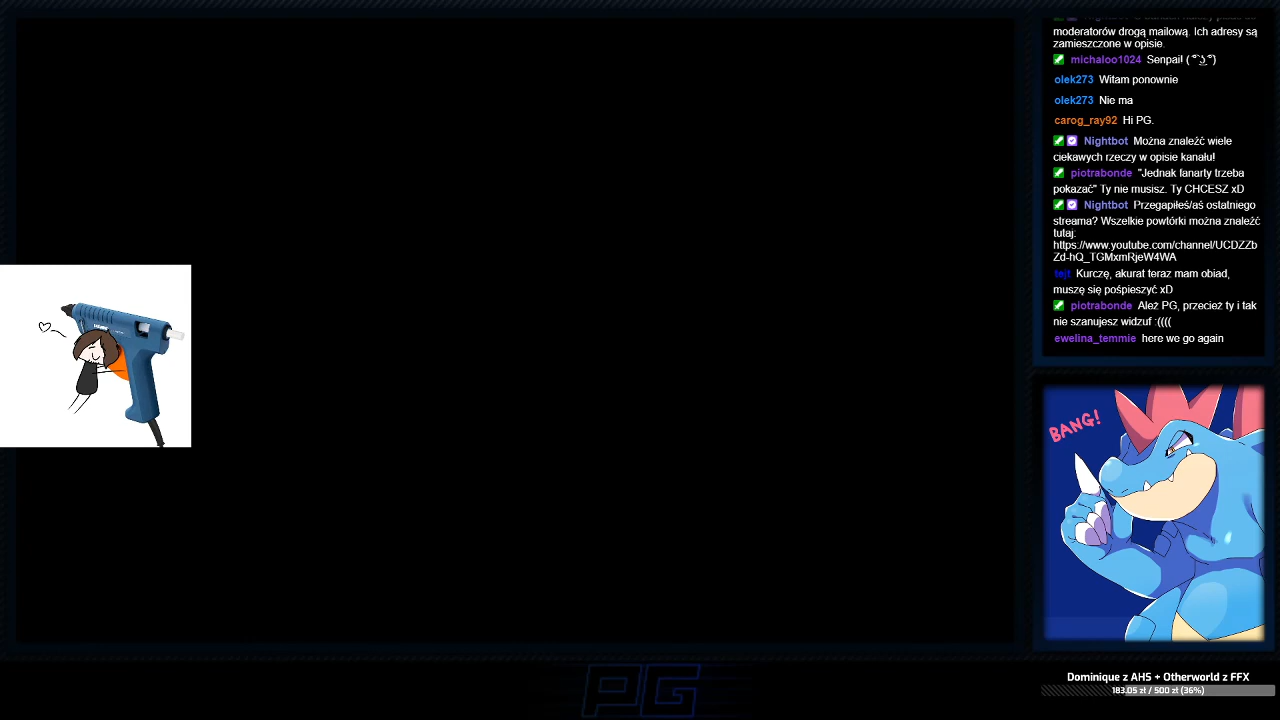 moderatorów drogą mailową. Ich adresy są
zamieszczone w opisie.
michaloo1024 Senpai! ( ͡° ͜ʖ ͡°)
olek273 Witam ponownie
olek273 Nie ma
carog_ray92 Hi PG.
Nightbot Można znaleźć wiele
ciekawych rzeczy w opisie kanału!
piotrabonde "Jednak fanarty trzeba
pokazać" Ty nie musisz. Ty CHCESZ xD
Nightbot Przegapiłeś/aś ostatniego
streama? Wszelkie powtórki można znaleźć
tutaj:
https://www.youtube.com/channel/UCDZZb
Zd-hQ_TGMxmRjeW4WA
tejt Kurczę, akurat teraz mam obiad,
muszę się pośpieszyć xD
piotrabonde Ależ PG, przecież ty i tak
nie szanujesz widzuf :((((
ewelina_temmie here we go again
BANG!
PG
Dominique z AHS + Otherworld z FFX
183.05 zł / 500 zł (36%)